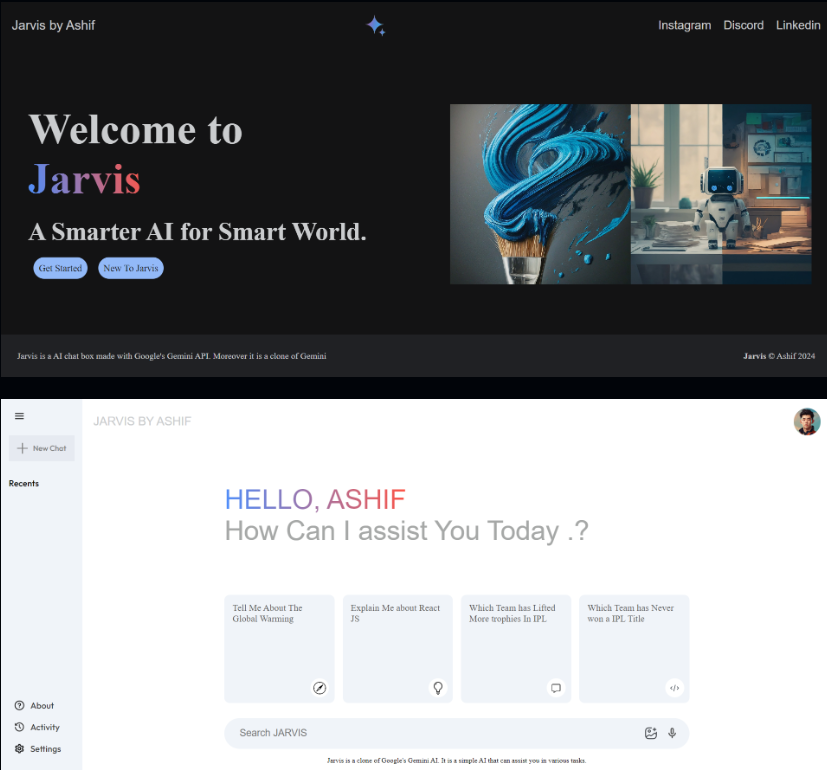 Jarvis by Ashif
Instagram Discord Linkedin
Welcome to
Jarvis
A Smarter AI for Smart World.
Get Started New To Jarvis
Jarvis is a AI chat box made with Google's Gemini API. Moreover it is a clone of Gemini
Jarvis © Ashif 2024
JARVIS BY ASHIF
New Chat
Recents
HELLO, ASHIF
How Can I assist You Today .?
Tell Me About The
Global Warming
Explain Me about React
JS
Which Team has Lifted
More trophies In IPL
Which Team has Never
won a IPL Title
About
Activity
Settings
Search JARVIS
Jarvis is a clone of Google's Gemini AI. It is a simple AI that can assist you in various tasks.